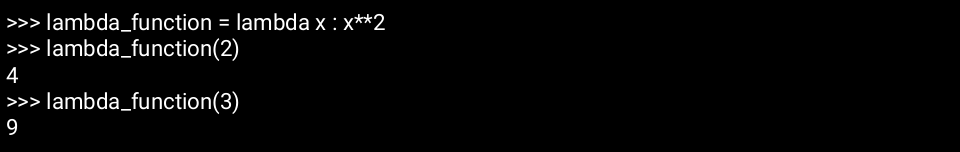 >>> lambda_function = lambda x : x**2
>>> lambda_function(2)
4
>>> lambda_function(3)
9